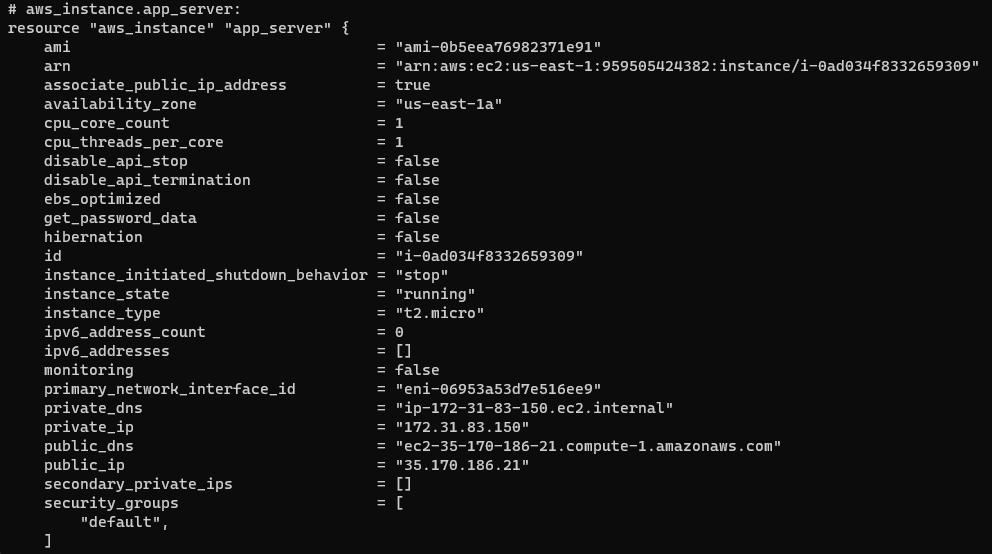 # aws_instance.app_server:
resource "aws_instance" "app_server" {
    ami                                  = "ami-0b5eea76982371e91"
    arn                                  = "arn:aws:ec2:us-east-1:959505424382:instance/i-0ad034f8332659309"
    associate_public_ip_address          = true
    availability_zone                    = "us-east-1a"
    cpu_core_count                       = 1
    cpu_threads_per_core                 = 1
    disable_api_stop                     = false
    disable_api_termination              = false
    ebs_optimized                        = false
    get_password_data                    = false
    hibernation                          = false
    id                                   = "i-0ad034f8332659309"
    instance_initiated_shutdown_behavior = "stop"
    instance_state                       = "running"
    instance_type                        = "t2.micro"
    ipv6_address_count                   = 0
    ipv6_addresses                       = []
    monitoring                           = false
    primary_network_interface_id         = "eni-06953a53d7e516ee9"
    private_dns                          = "ip-172-31-83-150.ec2.internal"
    private_ip                           = "172.31.83.150"
    public_dns                           = "ec2-35-170-186-21.compute-1.amazonaws.com"
    public_ip                            = "35.170.186.21"
    secondary_private_ips                = []
    security_groups                      = [
        "default",
    ]